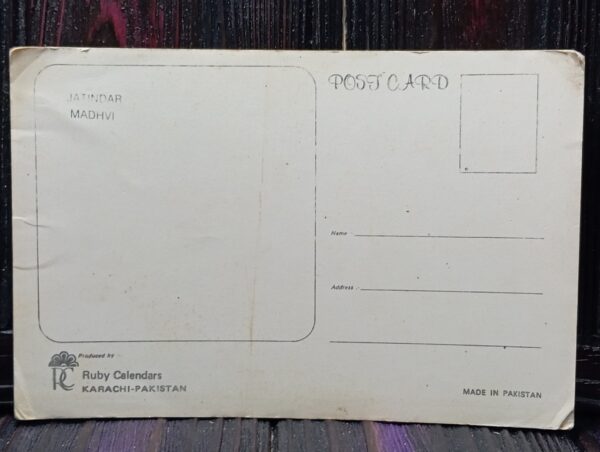 JATINDAR
MADHVI
POST CARD
Name
Address
Produced by
RC
Ruby Calendars
KARACHI-PAKISTAN
MADE IN PAKISTAN